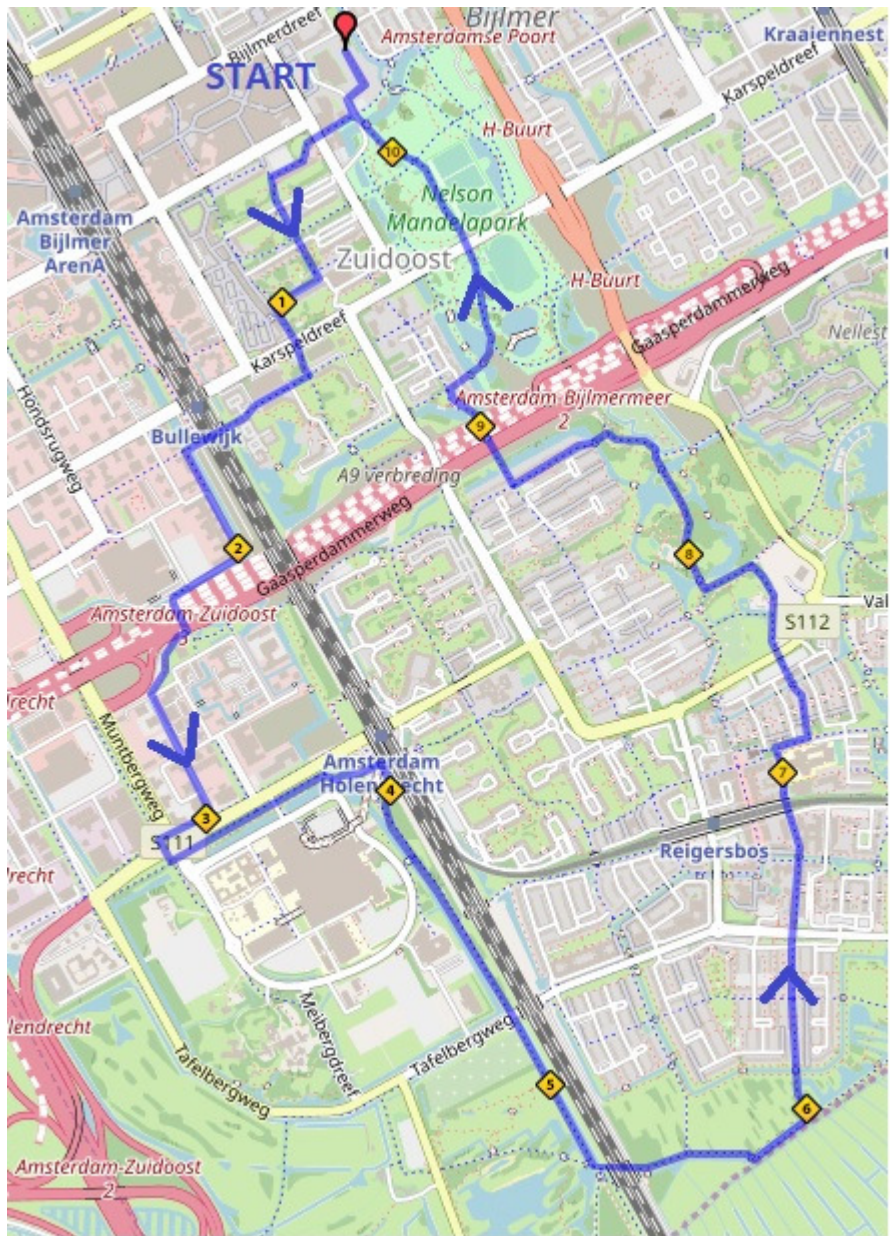 Bijlmer
Bijlmerdreef
Amsterdamse Poort
Kraaiennest
START
Karspeldreef
10
H-Buurt
Nelson
Mandelapark
Amsterdam
Bijlmer
ArenA
Zuidoost
H-Buurt
1
Gaasperdammerweg
Karspeldreef
Nellest
Hondsrugweg
Amsterdam-Bijlmermeer
2
9
Bullewijk
A9 verbreding
2
8
Gaasperdammerweg
Amsterdam-Zuidoost
3
Val
S112
drecht
Muntbergweg
Amsterdam
Holendrecht
7
4
3
S111
Reigersbos
drecht
Meibergdreef
Tafelbergweg
lendrecht
Tafelbergweg
5
6
Amsterdam-Zuidoost
2